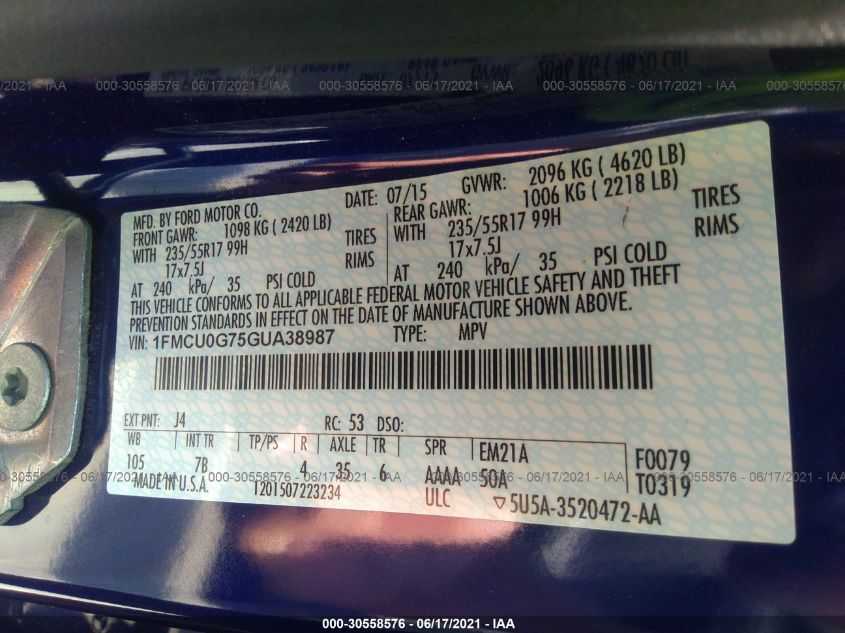 000-30558576 · 06/17/2021 - IAA
MFD. BY FORD MOTOR CO.
DATE: 07/15 GVWR: 2096 KG ( 4620 LB)
FRONT GAWR: 1098 KG ( 2420 LB)
REAR GAWR: 1006 KG ( 2218 LB)
WITH 235/55R17 99H TIRES
WITH 235/55R17 99H TIRES
17x7.5J RIMS
17x7.5J RIMS
AT 240 kPa/ 35 PSI COLD
AT 240 kPa/ 35 PSI COLD
THIS VEHICLE CONFORMS TO ALL APPLICABLE FEDERAL MOTOR VEHICLE SAFETY AND THEFT
PREVENTION STANDARDS IN EFFECT ON THE DATE OF MANUFACTURE SHOWN ABOVE.
VIN: 1FMCU0G75GUA38987 TYPE: MPV
EXT PNT: J4 RC: 53 DSO:
WB INT TR TP/PS R AXLE TR SPR EM21A F0079
105 7B 4 35 6 AAAA 50A T0319
MADE IN U.S.A. T201507223234 ULC 5U5A-3520472-AA
000-30558576 · 06/17/2021 - IAA